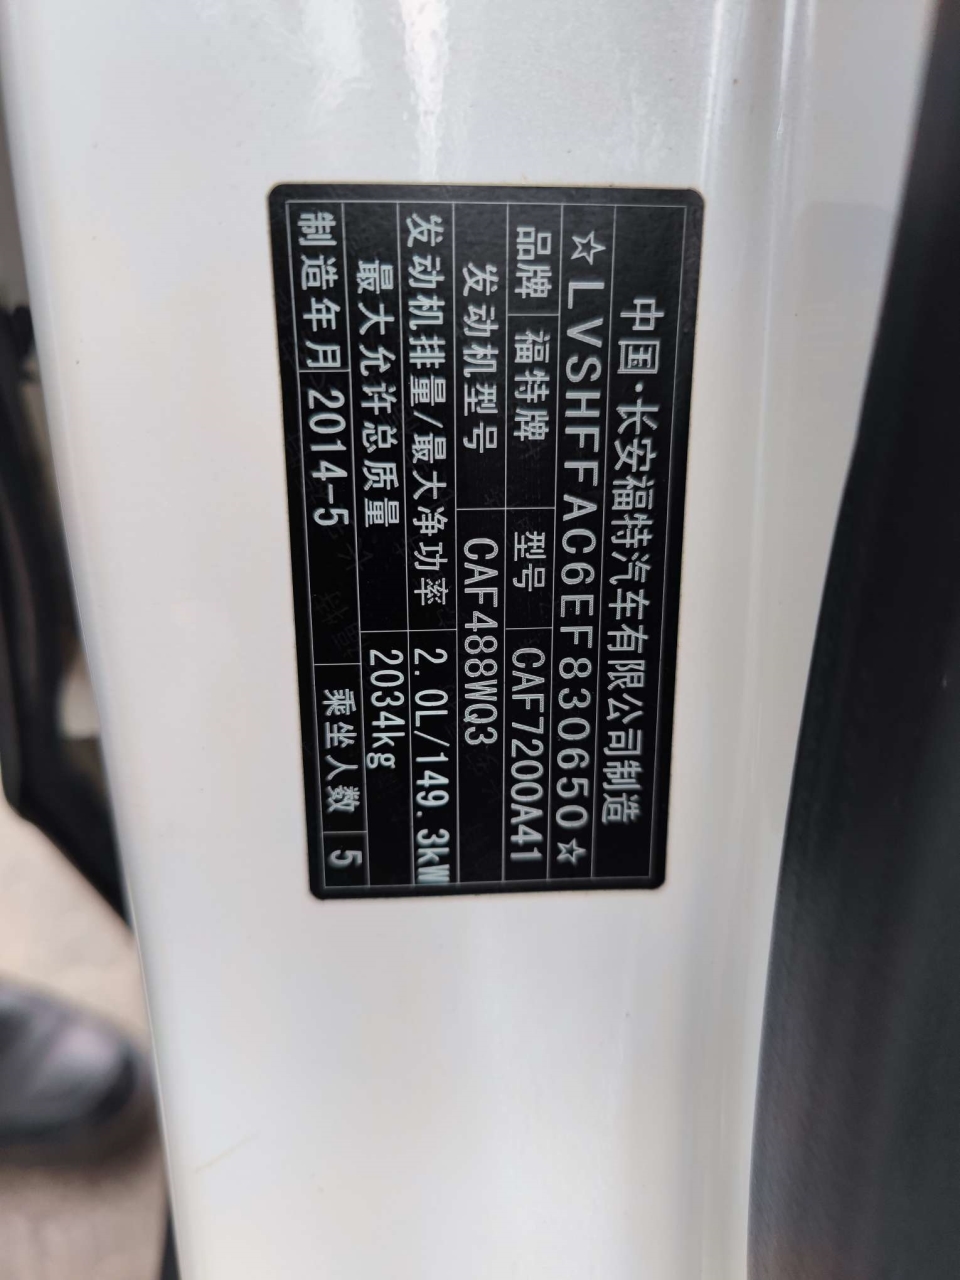 中国·长安福特汽车有限公司制造
☆LVSHFFAC6EF830650☆
品牌 福特牌 型号 CAF7200A41
发动机型号 CAF488WQ3
发动机排量/最大净功率 2.0L/149.3kW
最大允许总质量 2034kg
制造年月 2014-5 乘坐人数 5